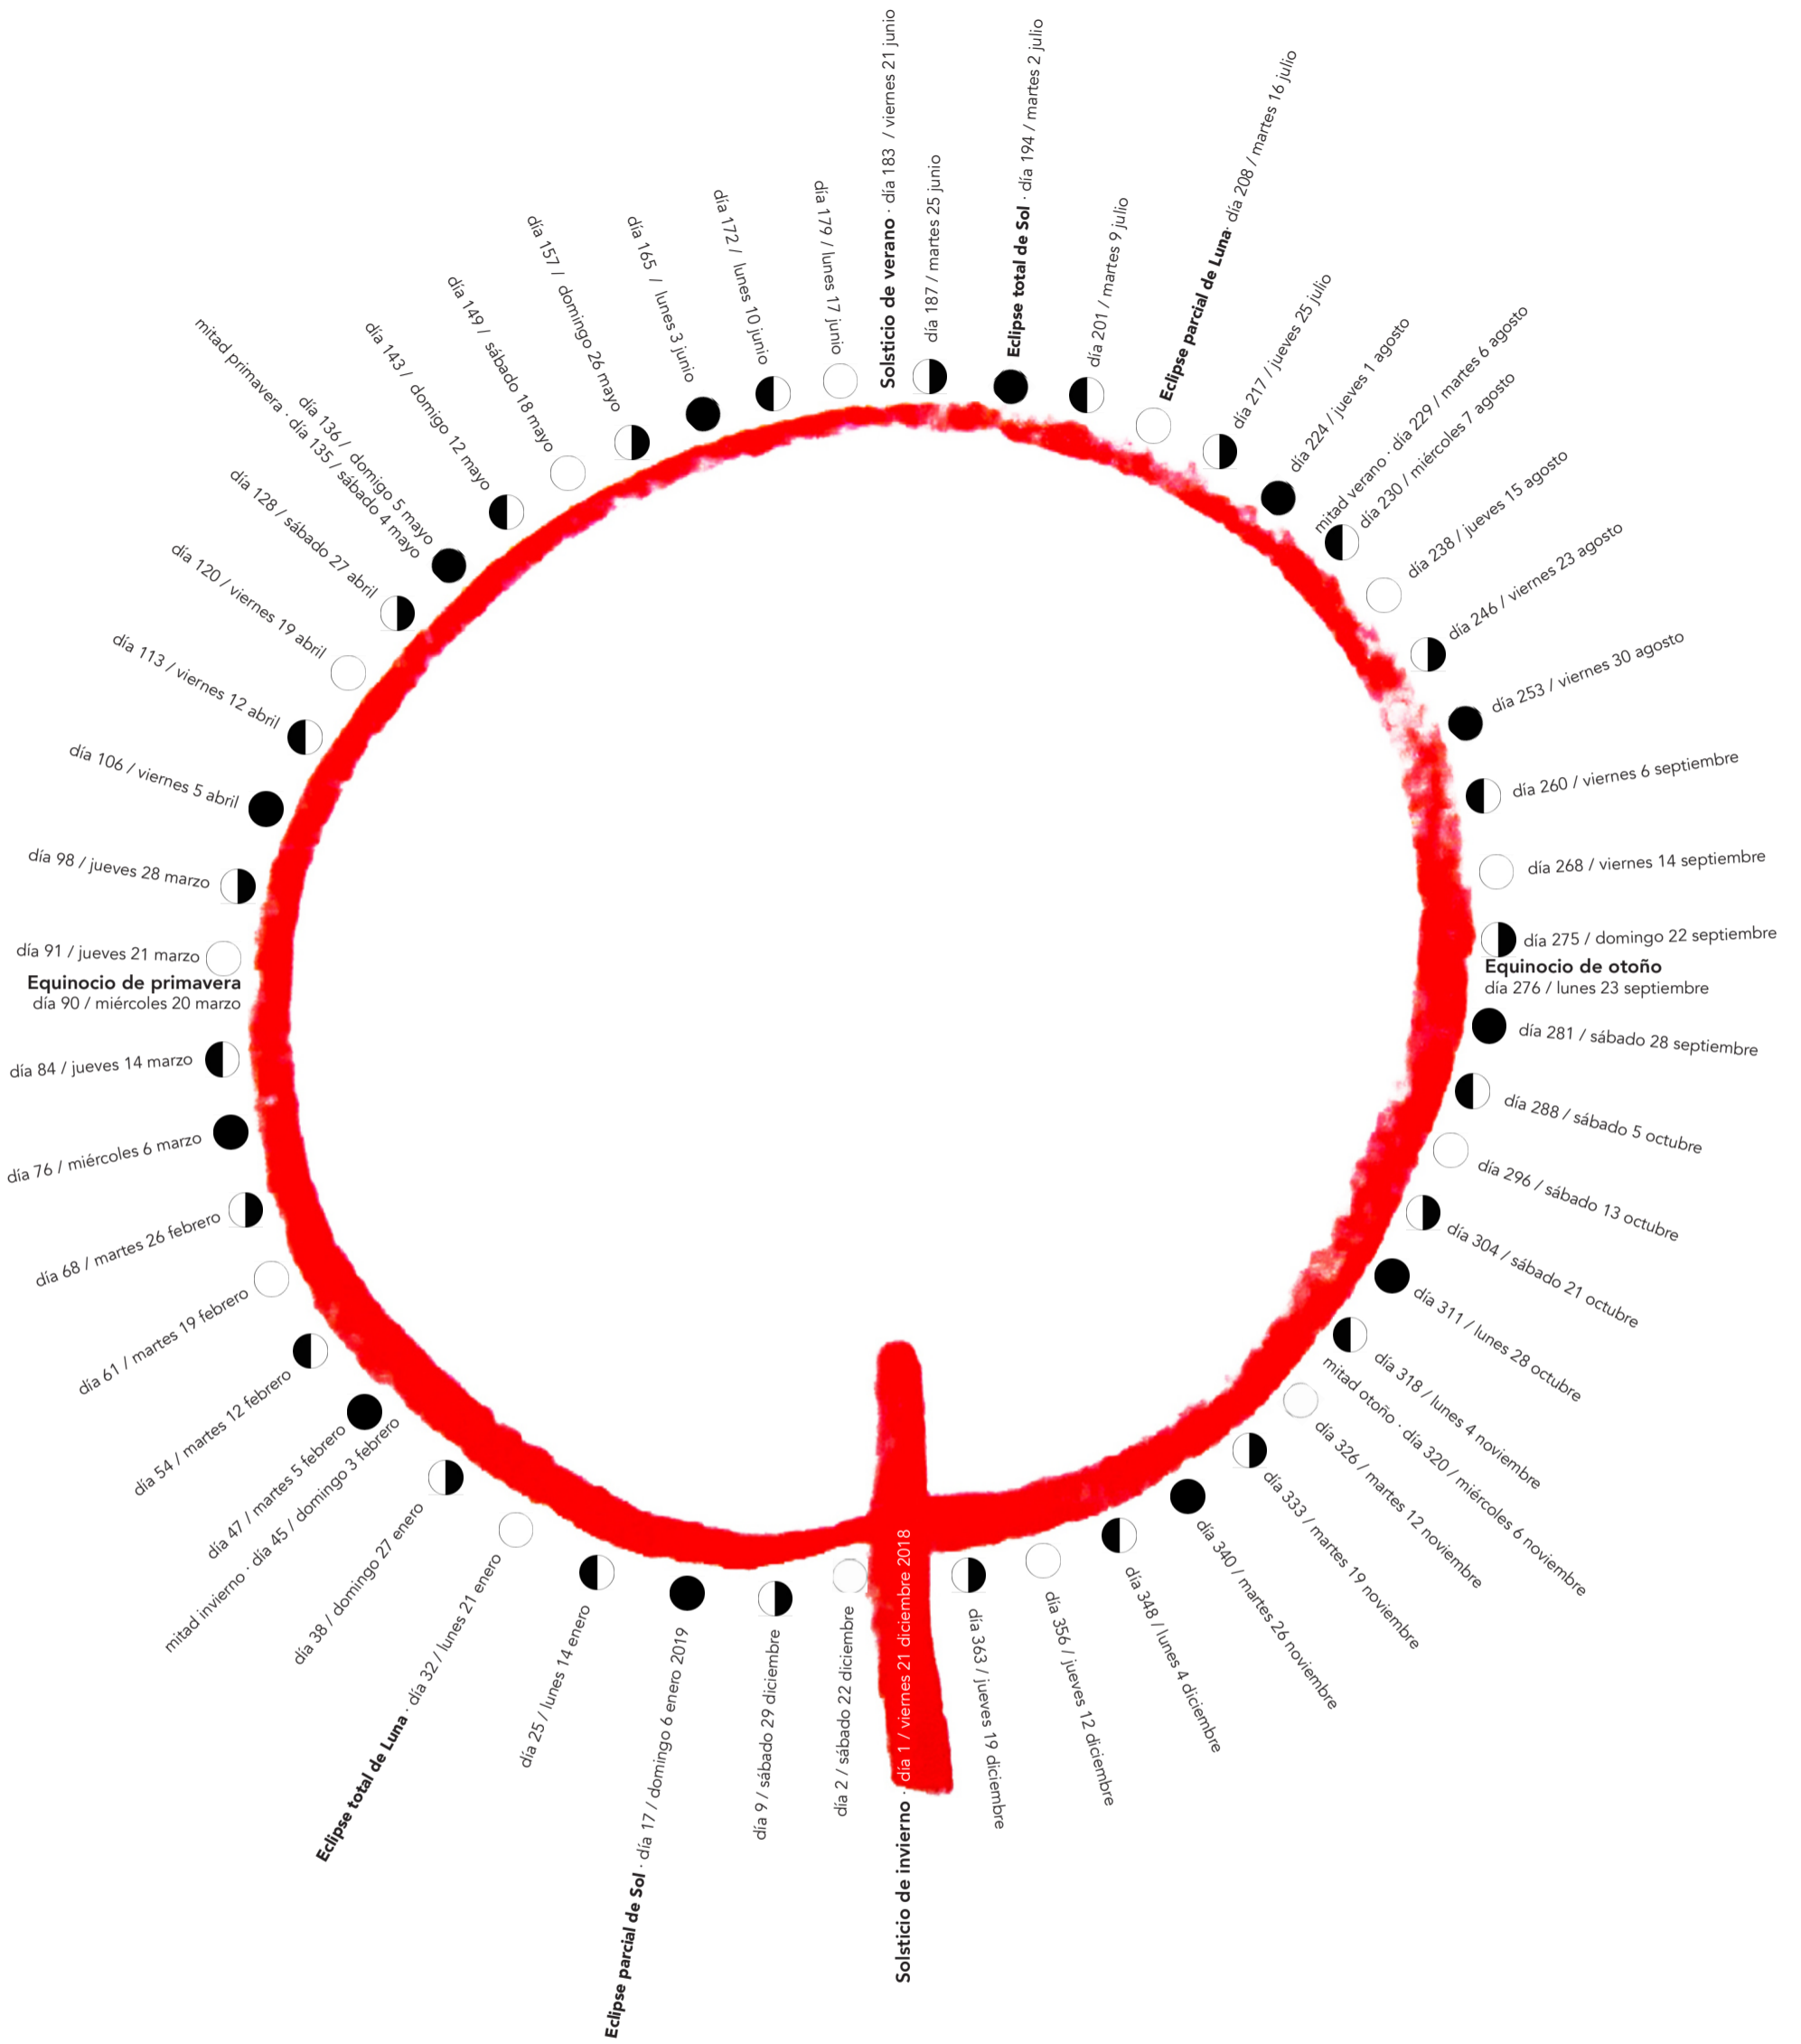 Solsticio de invierno · día 1 / viernes 21 diciembre 2018
día 2 / sábado 22 diciembre
día 9 / sábado 29 diciembre
Eclipse parcial de Sol · día 17 / domingo 6 enero 2019
día 25 / lunes 14 enero
Eclipse total de Luna · día 32 / lunes 21 enero
día 38 / domingo 27 enero
mitad invierno · día 45 / domingo 3 febrero
día 47 / martes 5 febrero
día 54 / martes 12 febrero
día 61 / martes 19 febrero
día 68 / martes 26 febrero
día 76 / miércoles 6 marzo
día 84 / jueves 14 marzo
Equinocio de primavera
día 90 / miércoles 20 marzo
día 91 / jueves 21 marzo
día 98 / jueves 28 marzo
día 106 / viernes 5 abril
día 113 / viernes 12 abril
día 120 / viernes 19 abril
día 128 / sábado 27 abril
mitad primavera · día 135 / sábado 4 mayo
día 136 / domigo 5 mayo
día 143 / domigo 12 mayo
día 149 / sábado 18 mayo
día 157 / domingo 26 mayo
día 165 / lunes 3 junio
día 172 / lunes 10 junio
día 179 / lunes 17 junio
Solsticio de verano · día 183 / viernes 21 junio
día 187 / martes 25 junio
Eclipse total de Sol · día 194 / martes 2 julio
día 201 / martes 9 julio
Eclipse parcial de Luna· día 208 / martes 16 julio
día 217 / jueves 25 julio
día 224 / jueves 1 agosto
mitad verano · día 229 / martes 6 agosto
día 230 / miércoles 7 agosto
día 238 / jueves 15 agosto
día 246 / viernes 23 agosto
día 253 / viernes 30 agosto
día 260 / viernes 6 septiembre
día 268 / viernes 14 septiembre
día 275 / domingo 22 septiembre
Equinocio de otoño
día 276 / lunes 23 septiembre
día 281 / sábado 28 septiembre
día 288 / sábado 5 octubre
día 296 / sábado 13 octubre
día 304 / sábado 21 octubre
día 311 / lunes 28 octubre
día 318 / lunes 4 noviembre
mitad otoño · día 320 / miércoles 6 noviembre
día 326 / martes 12 noviembre
día 333 / martes 19 noviembre
día 340 / martes 26 noviembre
día 348 / lunes 4 diciembre
día 356 / jueves 12 diciembre
día 363 / jueves 19 diciembre